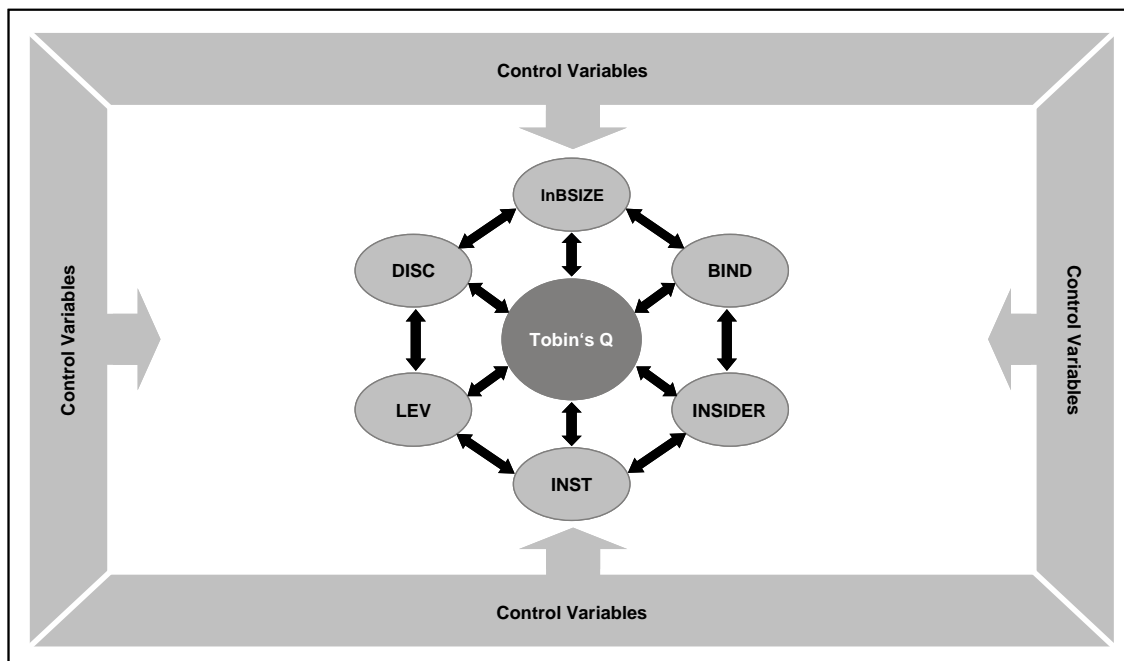 Control Variables
lnBSIZE
DISC
BIND
Control Variables
Tobin‘s Q
Control Variables
LEV
INSIDER
INST
Control Variables